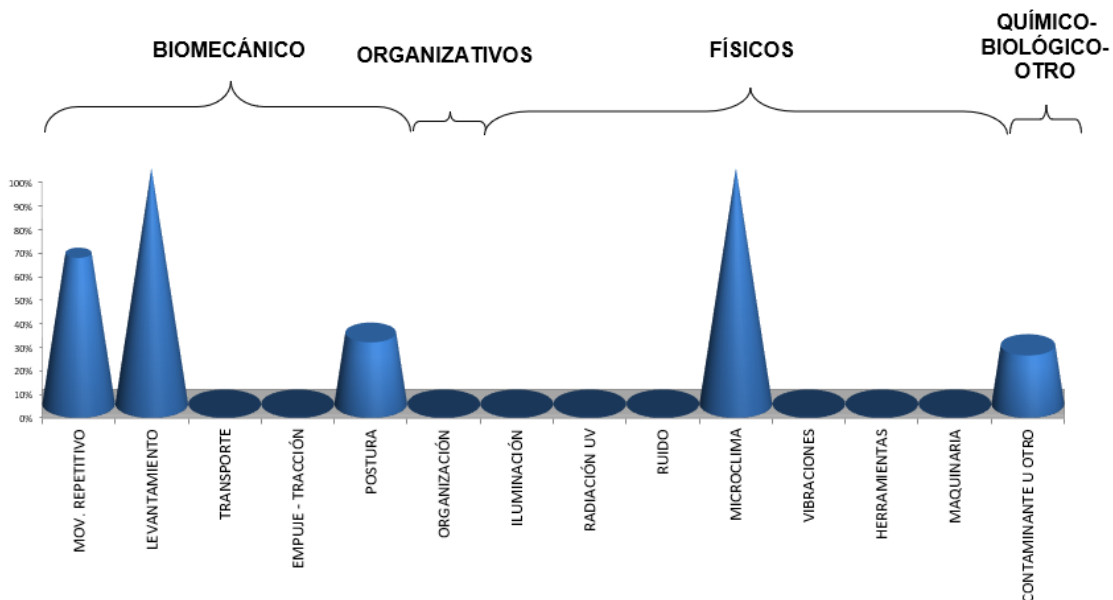 BIOMECÁNICO
ORGANIZATIVOS
FÍSICOS
QUÍMICO-
BIOLÓGICO-
OTRO
100%
90%
80%
70%
60%
50%
40%
30%
20%
10%
0%
MOV. REPETITIVO
LEVANTAMIENTO
TRANSPORTE
EMPUJE - TRACCIÓN
POSTURA
ORGANIZACIÓN
ILUMINACIÓN
RADIACIÓN UV
RUIDO
MICROCLIMA
VIBRACIONES
HERRAMIENTAS
MAQUINARIA
CONTAMINANTE U OTRO